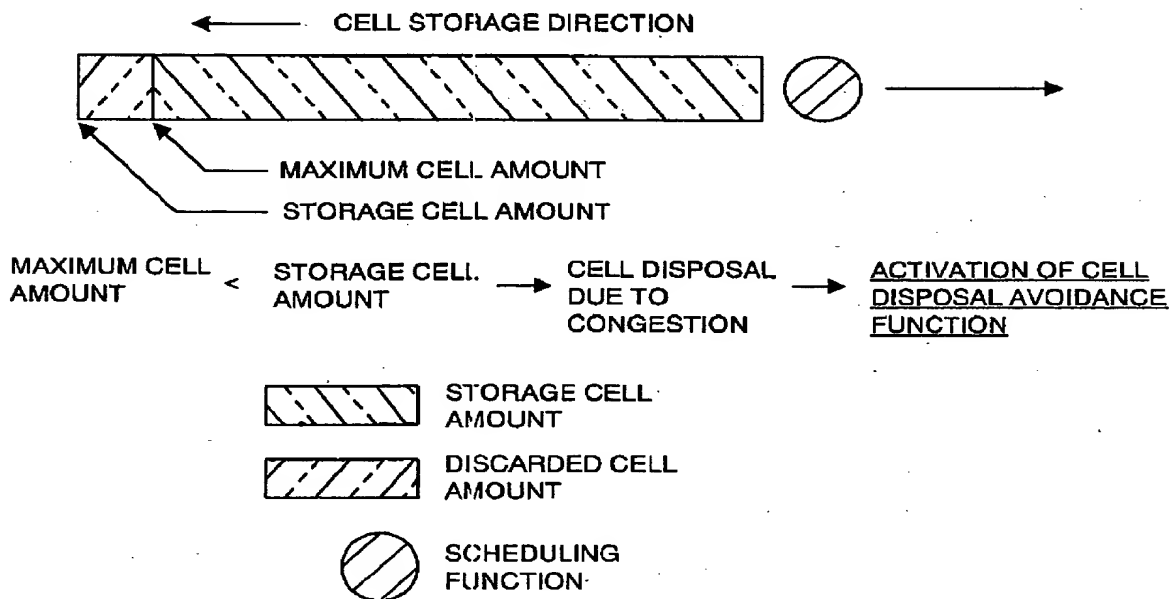 CELL STORAGE DIRECTION
MAXIMUM CELL AMOUNT
STORAGE CELL AMOUNT
MAXIMUM CELL
AMOUNT
<
STORAGE CELL
AMOUNT
CELL DISPOSAL
DUE TO
CONGESTION
ACTIVATION OF CELL
DISPOSAL AVOIDANCE
FUNCTION
STORAGE CELL
AMOUNT
DISCARDED CELL
AMOUNT
SCHEDULING
FUNCTION